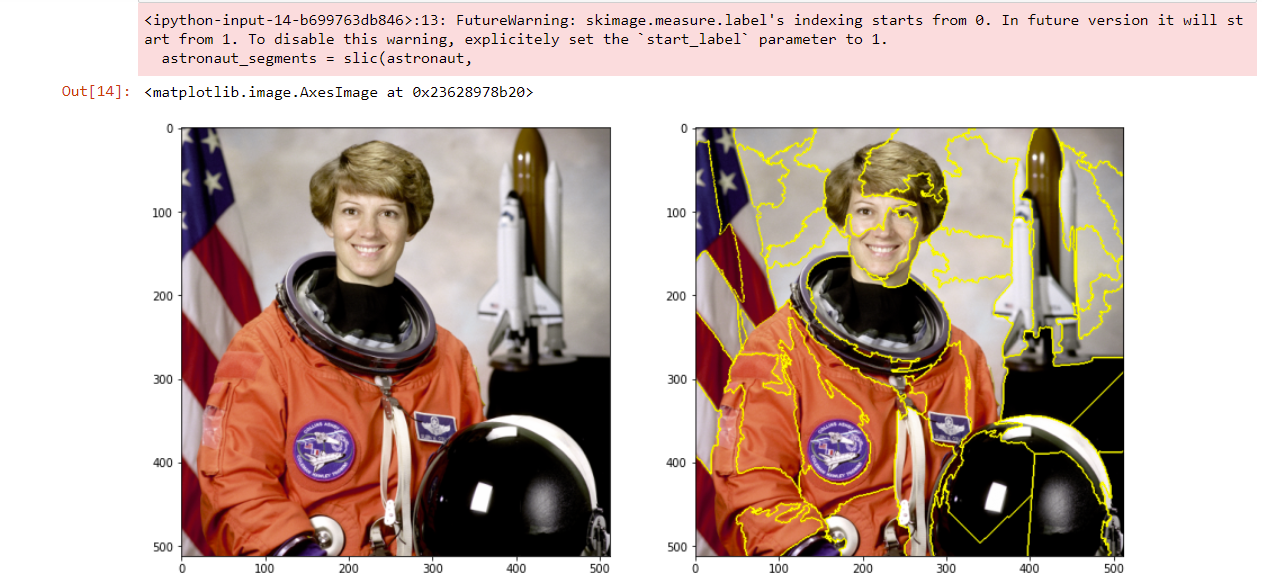 <ipython-input-14-b699763db846>:13: FutureWarning: skimage.measure.label's indexing starts from 0. In future version it will st
art from 1. To disable this warning, explicitely set the `start_label` parameter to 1.
  astronaut_segments = slic(astronaut,
Out[14]: <matplotlib.image.AxesImage at 0x23628978b20>
0
100
200
300
400
500
0 100 200 300 400 500
0
100
200
300
400
500
0 100 200 300 400 500